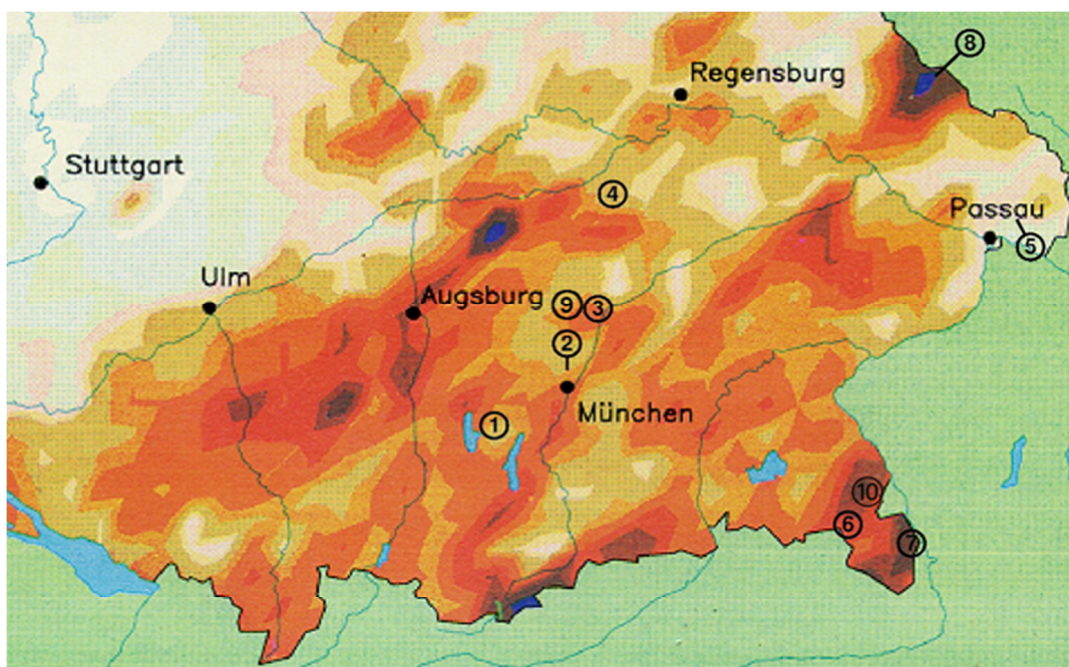 ⑧
Regensburg
Stuttgart
④
Passau
⑤
Ulm
Augsburg
⑨
③
②
München
①
⑩
⑥
⑦